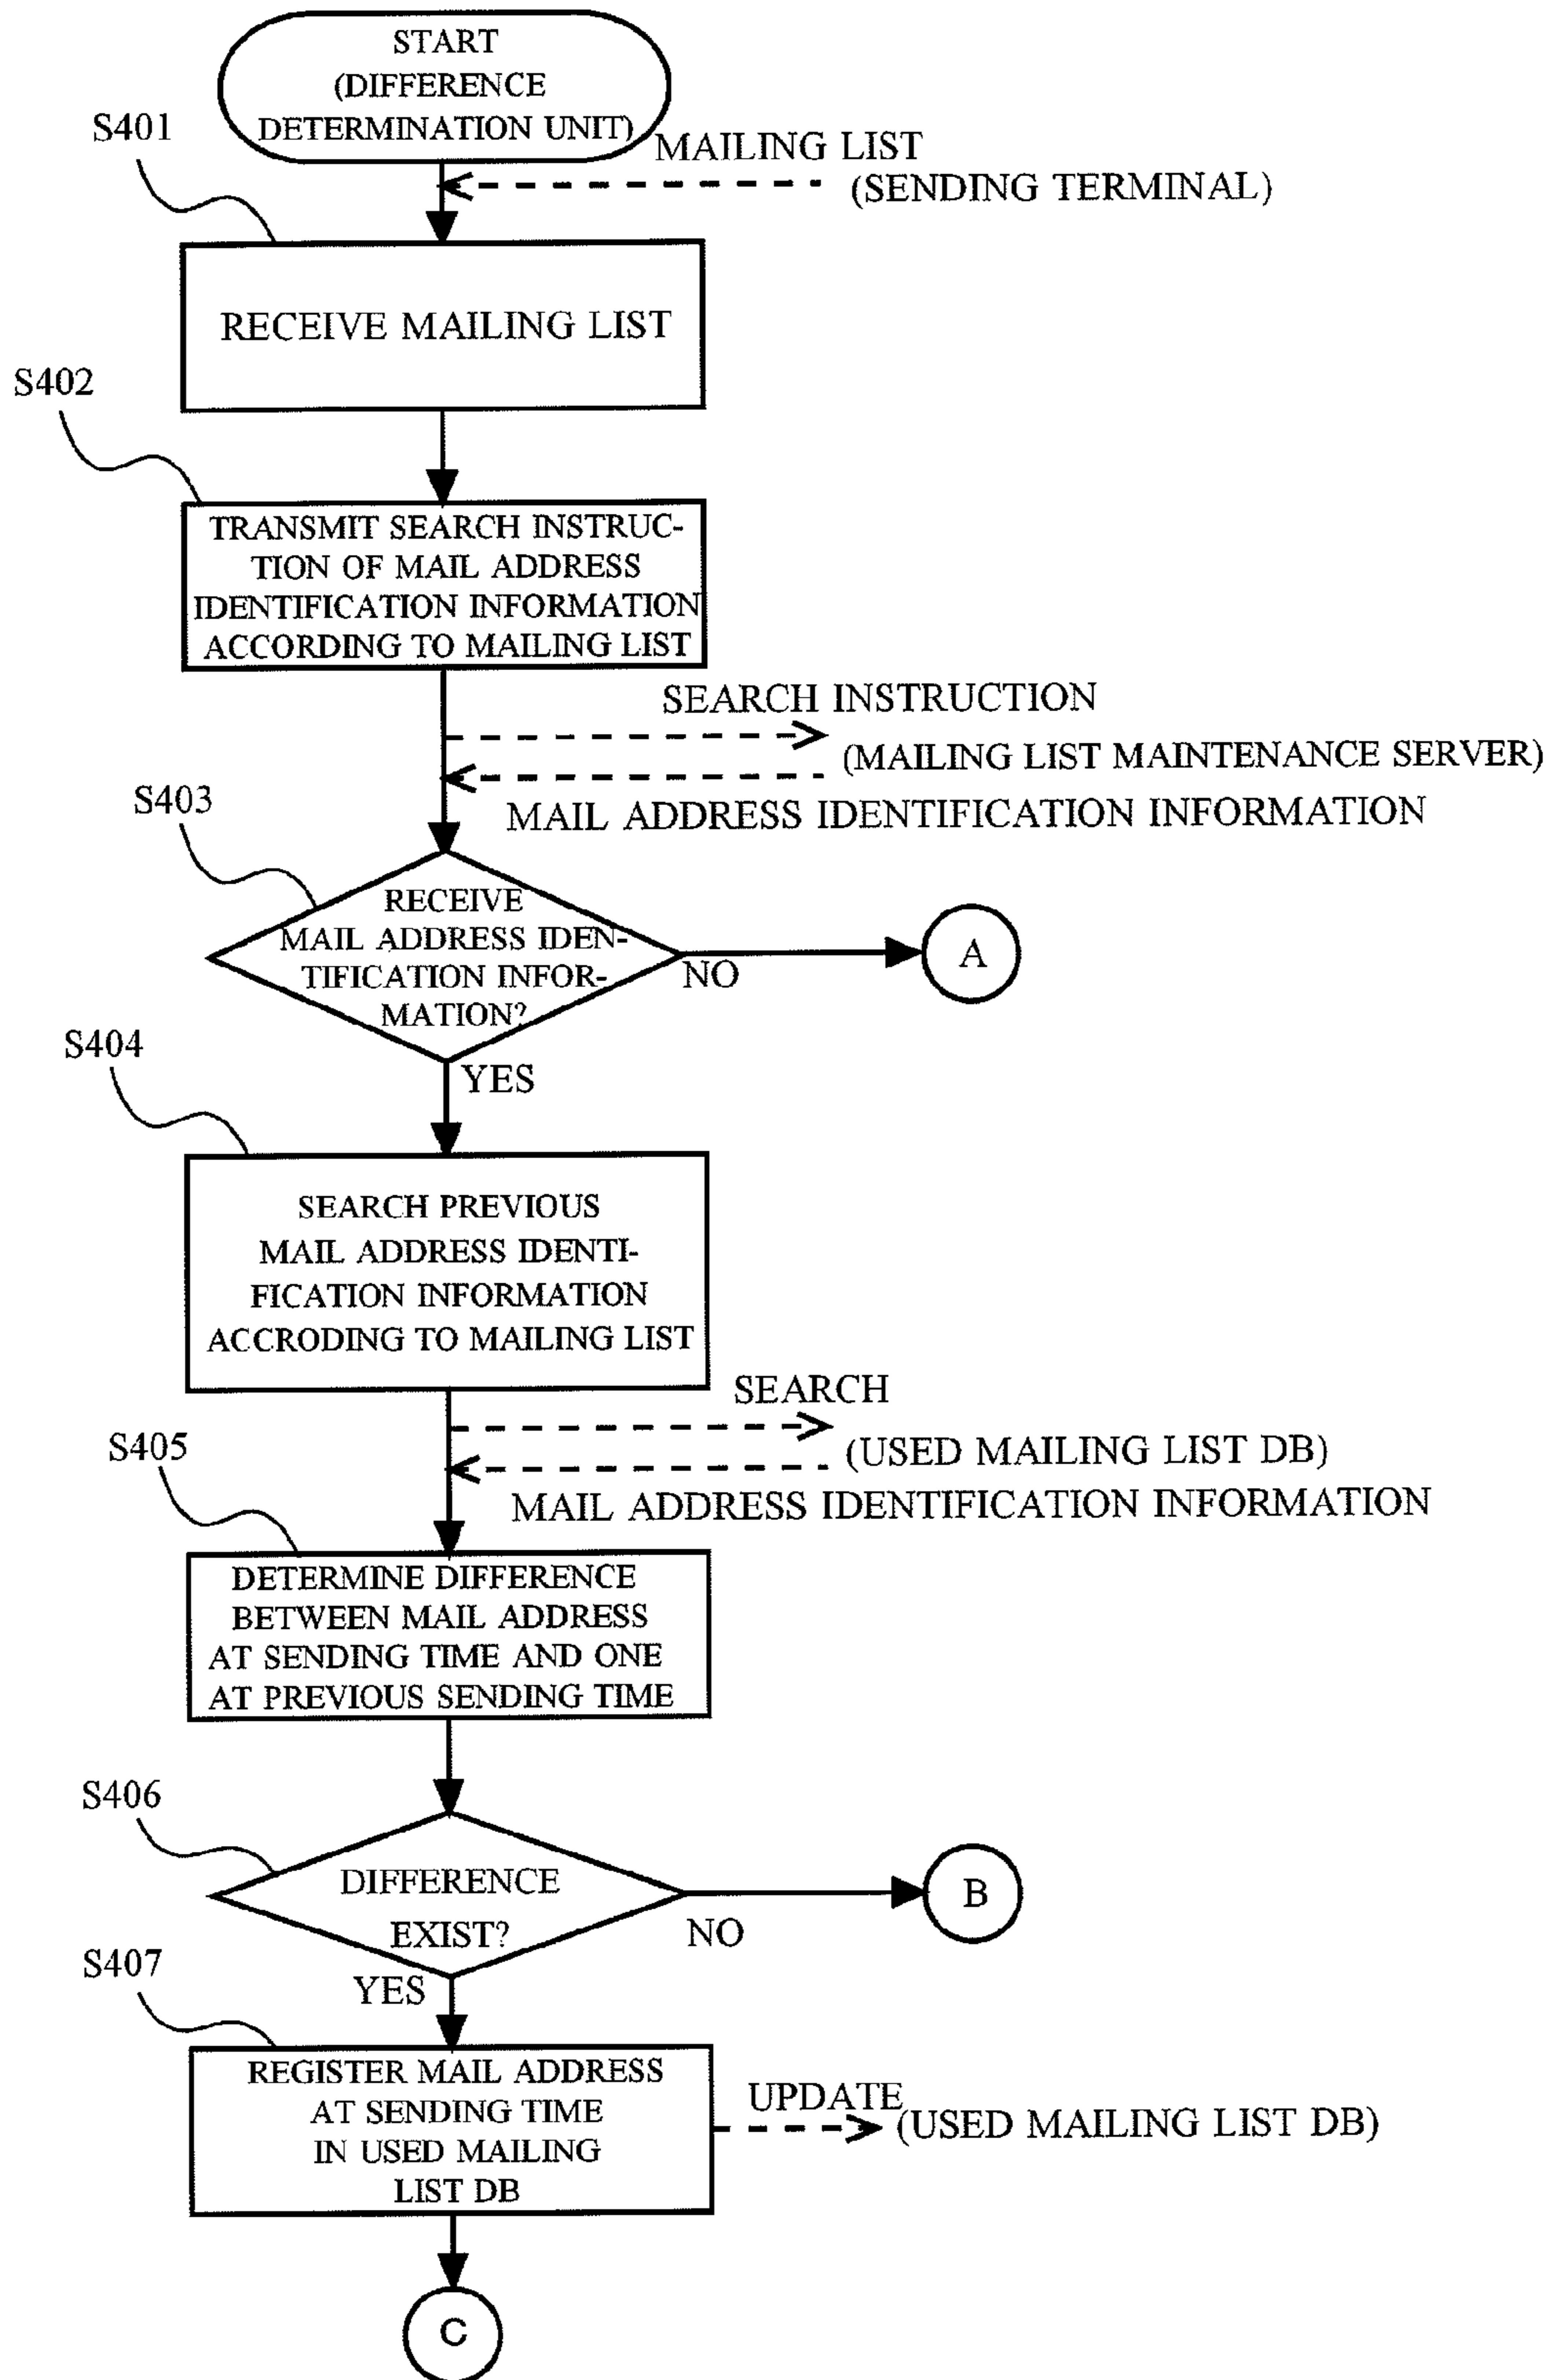 START
(DIFFERENCE
DETERMINATION UNIT)
S401
MAILING LIST
(SENDING TERMINAL)
RECEIVE MAILING LIST
S402
TRANSMIT SEARCH INSTRUC-
TION OF MAIL ADDRESS
IDENTIFICATION INFORMATION
ACCORDING TO MAILING LIST
SEARCH INSTRUCTION
(MAILING LIST MAINTENANCE SERVER)
MAIL ADDRESS IDENTIFICATION INFORMATION
S403
RECEIVE
MAIL ADDRESS IDEN-
TIFICATION INFOR-
MATION?
NO
A
YES
S404
SEARCH PREVIOUS
MAIL ADDRESS IDENTI-
FICATION INFORMATION
ACCRODING TO MAILING LIST
SEARCH
(USED MAILING LIST DB)
MAIL ADDRESS IDENTIFICATION INFORMATION
S405
DETERMINE DIFFERENCE
BETWEEN MAIL ADDRESS
AT SENDING TIME AND ONE
AT PREVIOUS SENDING TIME
S406
DIFFERENCE
EXIST?
NO
B
YES
S407
REGISTER MAIL ADDRESS
AT SENDING TIME
IN USED MAILING
LIST DB
UPDATE
(USED MAILING LIST DB)
C